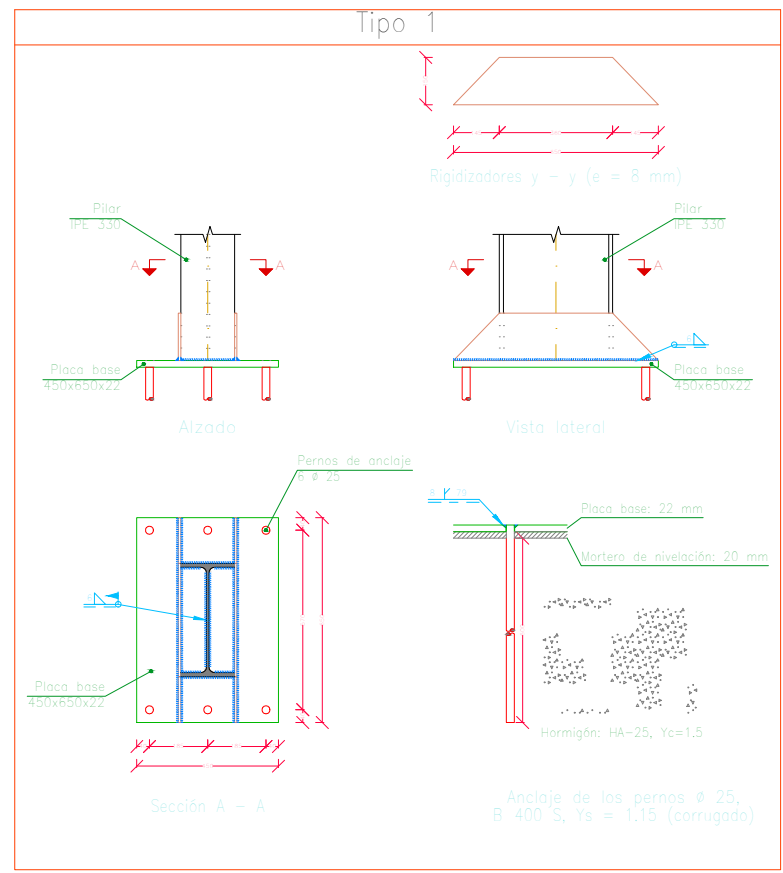 Tipo 1
Rigidizadores y - y (e = 8 mm)
Pilar
IPE 330
A
A
Placa base
450x650x22
Alzado
Pilar
IPE 330
A
A
Placa base
450x650x22
Vista lateral
Pernos de anclaje
6 ø 25
Placa base
450x650x22
Sección A - A
Placa base: 22 mm
Mortero de nivelación: 20 mm
Hormigón: HA-25, Yc=1.5
Anclaje de los pernos ø 25,
B 400 S, Ys = 1.15 (corrugado)